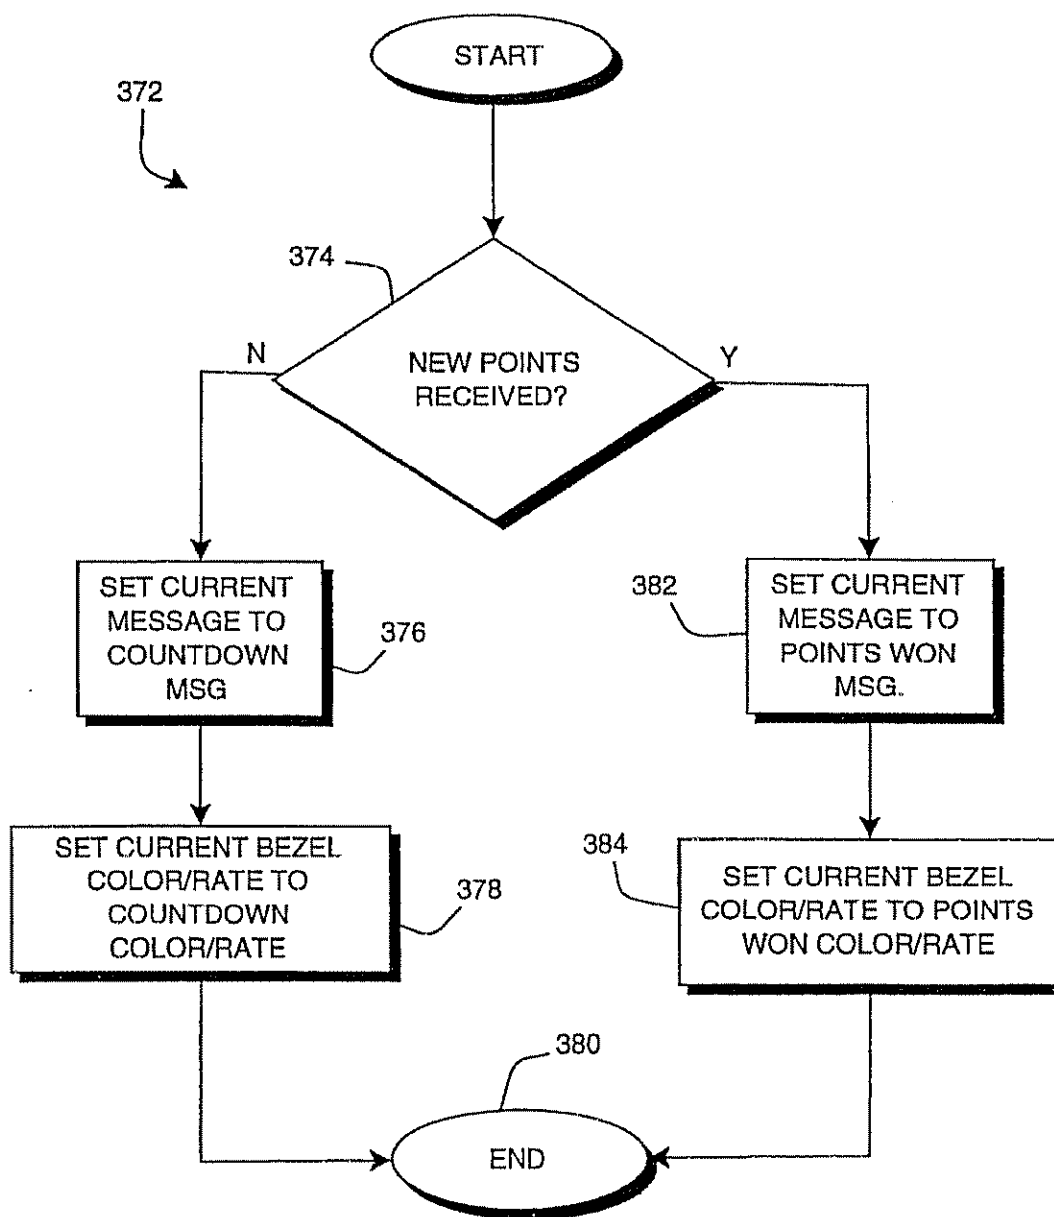 START
372
374
N
NEW POINTS
RECEIVED?
Y
SET CURRENT
MESSAGE TO
COUNTDOWN
MSG
376
382
SET CURRENT
MESSAGE TO
POINTS WON
MSG.
SET CURRENT BEZEL
COLOR/RATE TO
COUNTDOWN
COLOR/RATE
378
384
SET CURRENT BEZEL
COLOR/RATE TO POINTS
WON COLOR/RATE
380
END